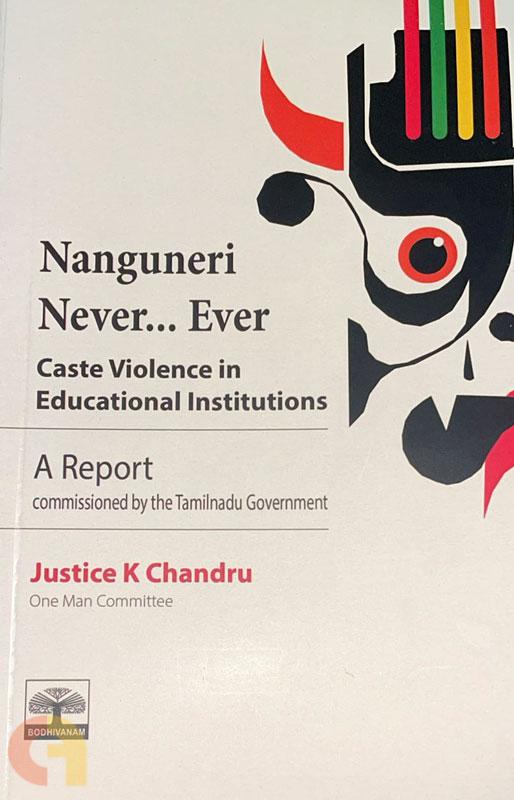 Nanguneri
Never... Ever
Caste Violence in
Educational Institutions
A Report
commissioned by the Tamilnadu Government
Justice K Chandru
One Man Committee
BODHIVANAM